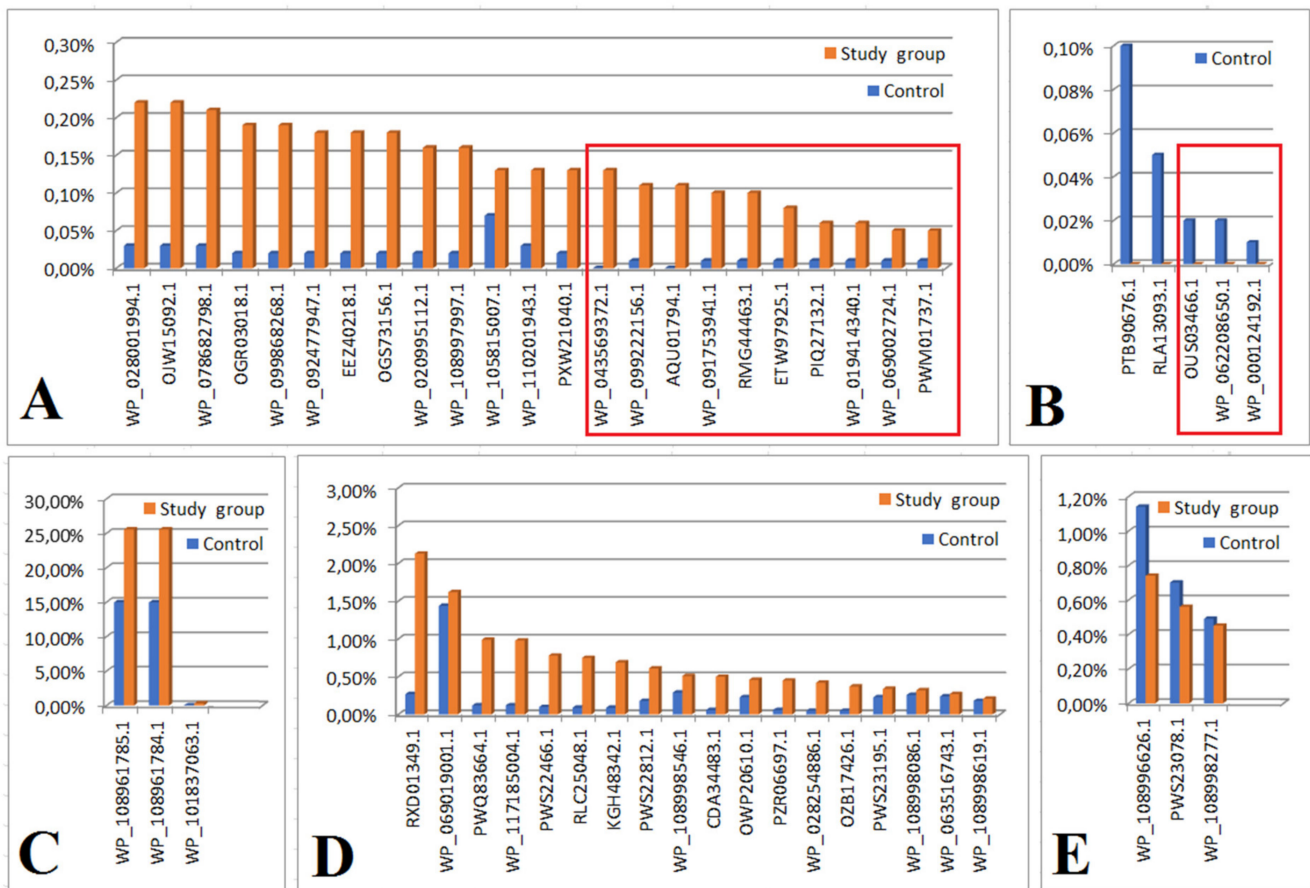 0,30%
0,25%
0,20%
0,15%
0,10%
0,05%
0,00%
Study group
Control
WP_028001994.1
OJW15092.1
WP_078682798.1
OGR03018.1
WP_099868268.1
WP_092477947.1
EEZ40218.1
OGS73156.1
WP_020995112.1
WP_108997997.1
WP_105815007.1
WP_110201943.1
PXW21040.1
WP_043569372.1
WP_099222156.1
AQU01794.1
WP_091753941.1
RMG44463.1
ETW97925.1
PIQ27132.1
WP_019414340.1
WP_069002724.1
PWM01737.1
A
0,10%
0,08%
0,06%
0,04%
0,02%
0,00%
Control
PTB90676.1
RLA13093.1
OUS03466.1
WP_062208650.1
WP_000124192.1
B
30,00%
25,00%
20,00%
15,00%
10,00%
5,00%
0,00%
Study group
Control
WP_108961785.1
WP_108961784.1
WP_101837063.1
C
3,00%
2,50%
2,00%
1,50%
1,00%
0,50%
0,00%
Study group
Control
RXD01349.1
WP_069019001.1
PWQ83664.1
WP_117185004.1
PWS22466.1
RLC25048.1
KGH48342.1
PWS22812.1
WP_108998546.1
CDA34483.1
OWP20610.1
PZR06697.1
WP_028254886.1
OZB17426.1
PWS23195.1
WP_108998086.1
WP_063516743.1
WP_108998619.1
D
1,20%
1,00%
0,80%
0,60%
0,40%
0,20%
0,00%
Study group
Control
WP_108996626.1
PWS23078.1
WP_108998277.1
E